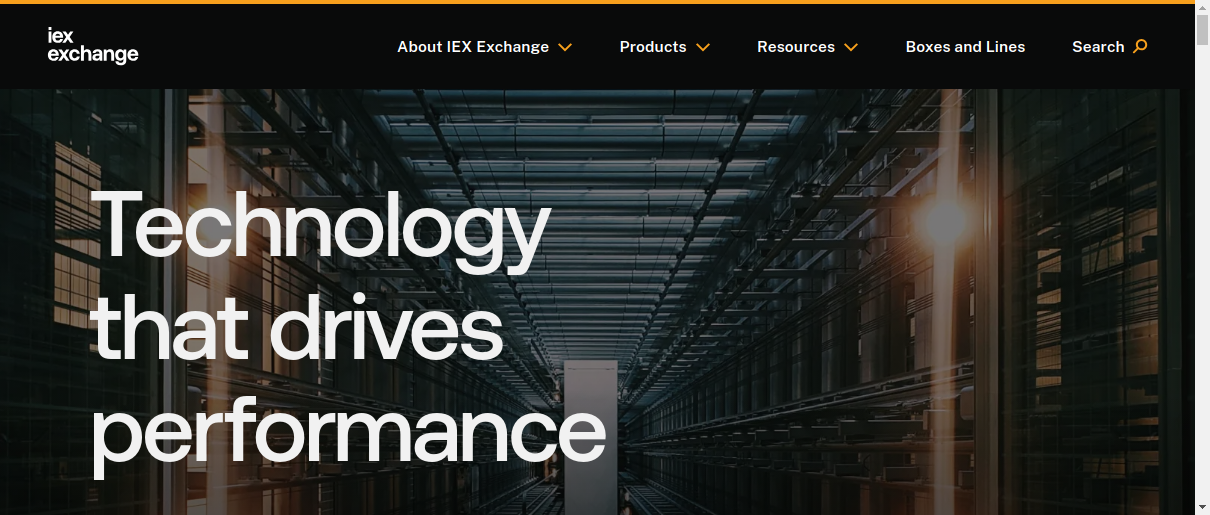 iex
exchange
About IEX Exchange
Products
Resources
Boxes and Lines
Search
Technology
that drives
performance